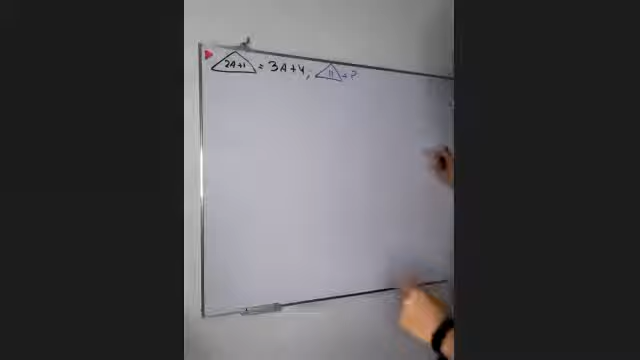 2A+1 = 3A+4; 11 = ?